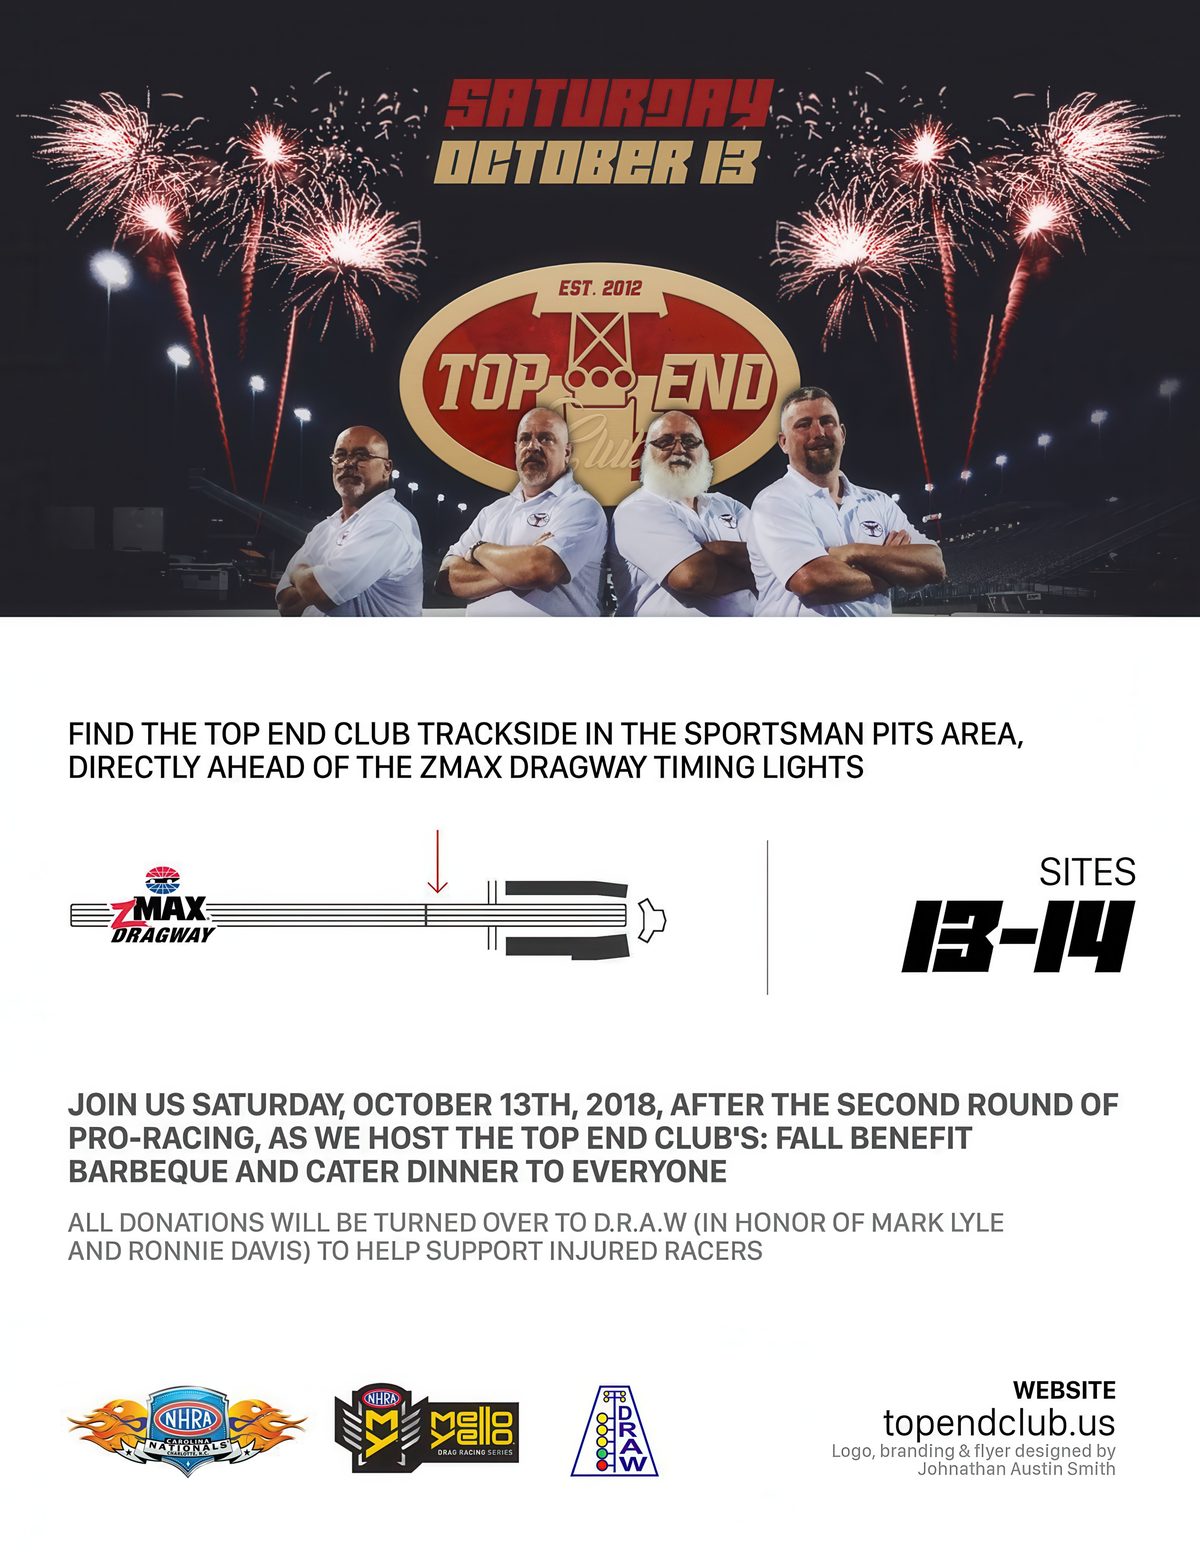 SATURDAY
OCTOBER 13
EST. 2012
TOP END
Club
FIND THE TOP END CLUB TRACKSIDE IN THE SPORTSMAN PITS AREA,
DIRECTLY AHEAD OF THE ZMAX DRAGWAY TIMING LIGHTS
ZMAX
DRAGWAY
SITES
13-14
JOIN US SATURDAY, OCTOBER 13TH, 2018, AFTER THE SECOND ROUND OF
PRO-RACING, AS WE HOST THE TOP END CLUB'S: FALL BENEFIT
BARBEQUE AND CATER DINNER TO EVERYONE
ALL DONATIONS WILL BE TURNED OVER TO D.R.A.W (IN HONOR OF MARK LYLE
AND RONNIE DAVIS) TO HELP SUPPORT INJURED RACERS
NHRA
CAROLINA
NATIONALS
CHARLOTTE, N.C.
NHRA
MY
Mello
Yello
DRAG RACING SERIES
DRAW
WEBSITE
topendclub.us
Logo, branding & flyer designed by
Johnathan Austin Smith